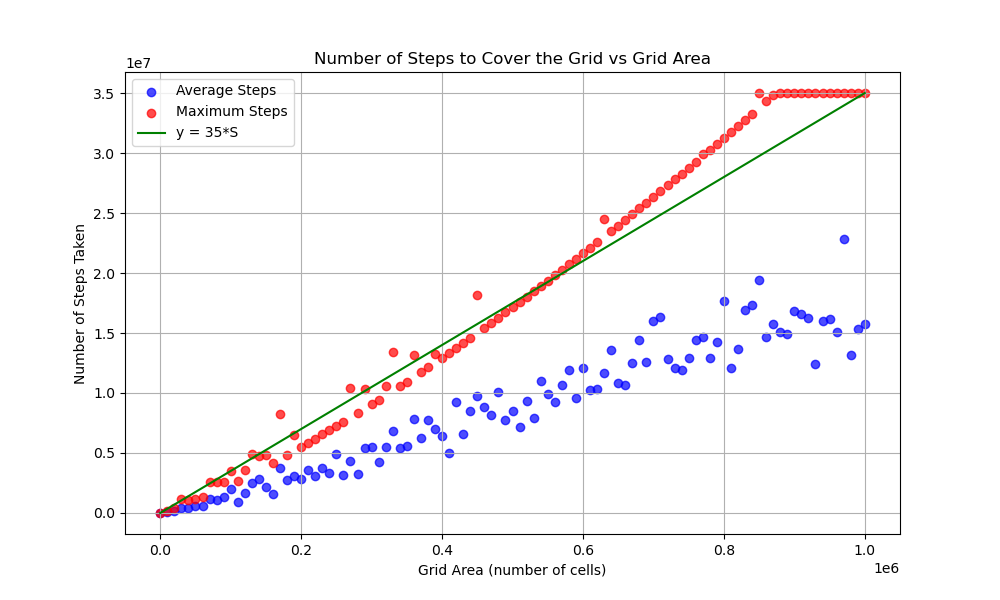 Number of Steps to Cover the Grid vs Grid Area
1e7
Average Steps
Maximum Steps
y = 35*S
3.5
3.0
2.5
2.0
1.5
1.0
0.5
0.0
Number of Steps Taken
0.0 0.2 0.4 0.6 0.8 1.0
1e6
Grid Area (number of cells)